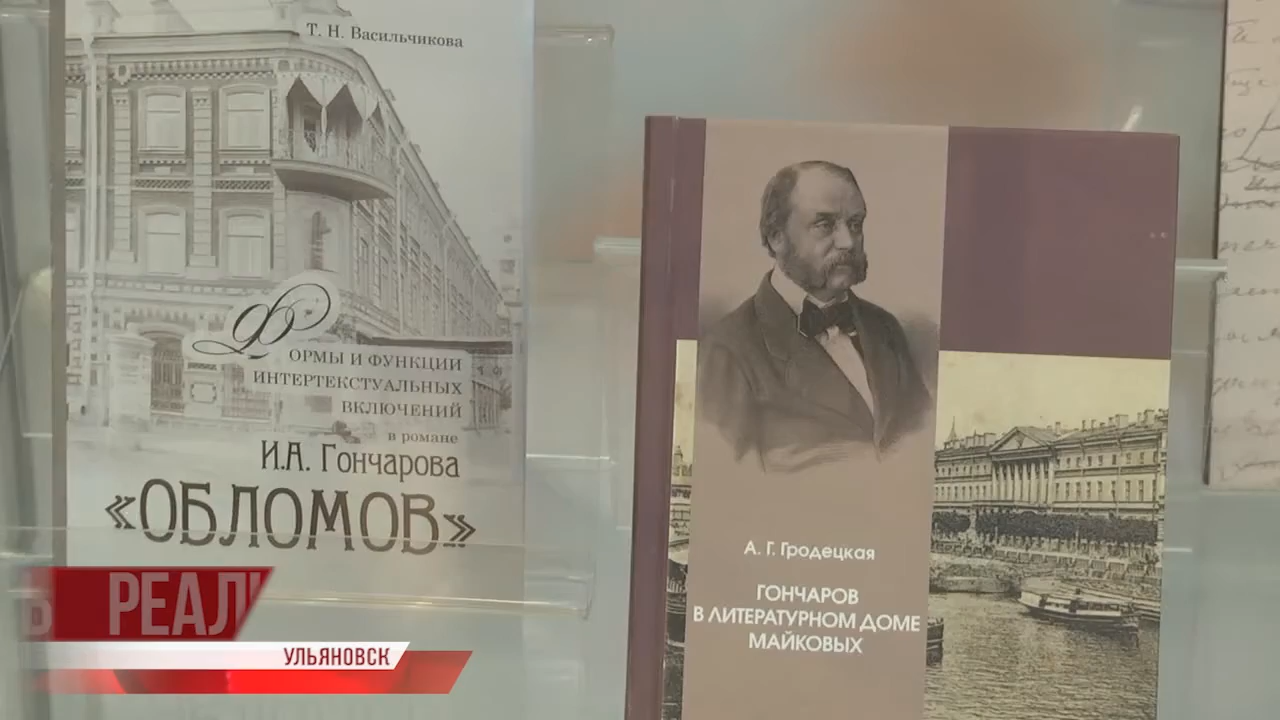 Т. Н. Васильчикова
ФОРМЫ И ФУНКЦИИ
ИНТЕРТЕКСТУАЛЬНЫХ
ВКЛЮЧЕНИЙ
в романе
И.А. Гончарова
«ОБЛОМОВ»
А. Г. Гродецкая
ГОНЧАРОВ
В ЛИТЕРАТУРНОМ ДОМЕ
МАЙКОВЫХ
Ь РЕАЛ
УЛЬЯНОВСК